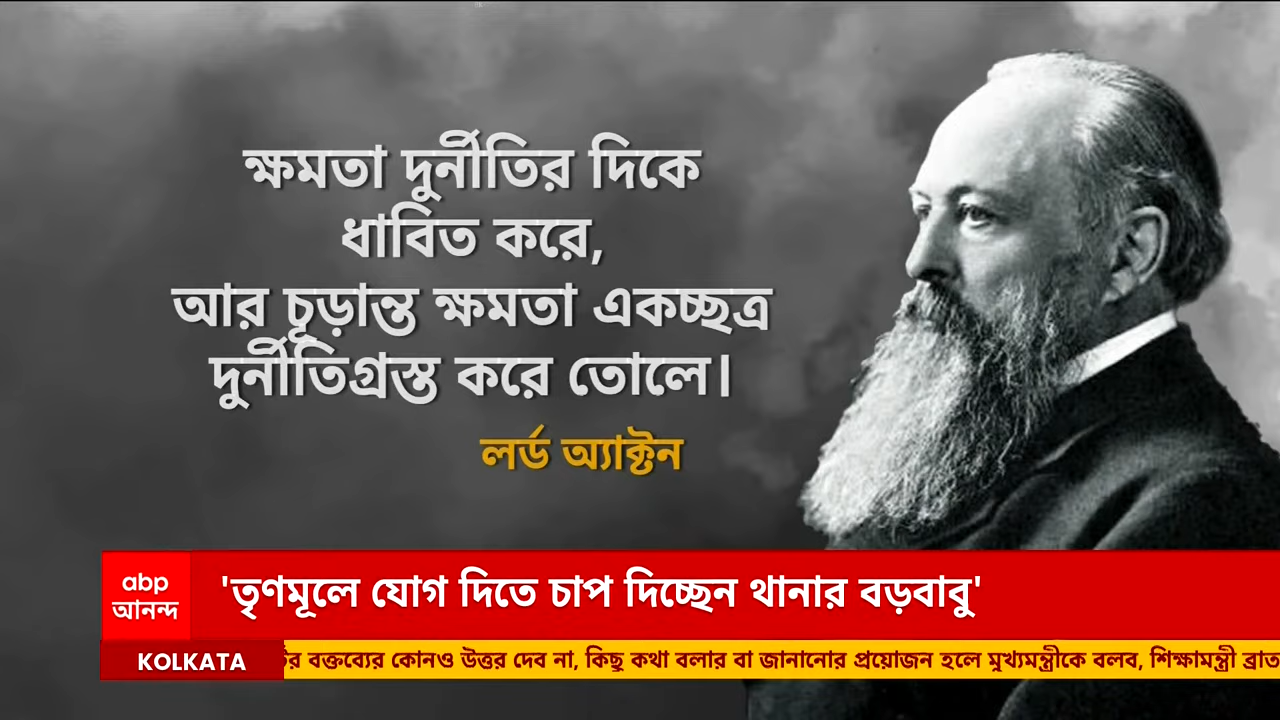 ক্ষমতা দুর্নীতির দিকে
ধাবিত করে,
আর চূড়ান্ত ক্ষমতা একচ্ছত্র
দুর্নীতিগ্রস্ত করে তোলে।
লর্ড অ্যাক্টন
abp
আনন্দ
'তৃণমূলে যোগ দিতে চাপ দিচ্ছেন থানার বড়বাবু'
KOLKATA
বক্তব্যের কোনও উত্তর দেব না, কিছু কথা বলার বা জানানোর প্রয়োজন হলে মুখ্যমন্ত্রীকে বলব, শিক্ষামন্ত্রী